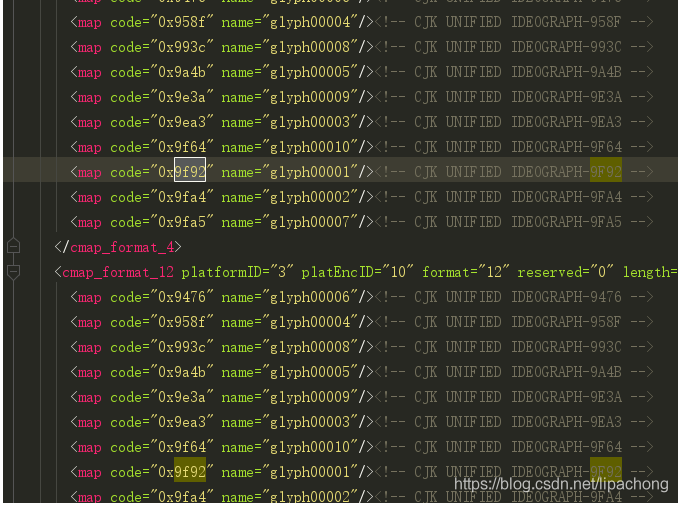 <map code="0x958f" name="glyph00004"/><!-- CJK UNIFIED IDEOGRAPH-958F -->
<map code="0x993c" name="glyph00008"/><!-- CJK UNIFIED IDEOGRAPH-993C -->
<map code="0x9a4b" name="glyph00005"/><!-- CJK UNIFIED IDEOGRAPH-9A4B -->
<map code="0x9e3a" name="glyph00009"/><!-- CJK UNIFIED IDEOGRAPH-9E3A -->
<map code="0x9ea3" name="glyph00003"/><!-- CJK UNIFIED IDEOGRAPH-9EA3 -->
<map code="0x9f64" name="glyph00010"/><!-- CJK UNIFIED IDEOGRAPH-9F64 -->
<map code="0x9f92" name="glyph00001"/><!-- CJK UNIFIED IDEOGRAPH-9F92 -->
<map code="0x9fa4" name="glyph00002"/><!-- CJK UNIFIED IDEOGRAPH-9FA4 -->
<map code="0x9fa5" name="glyph00007"/><!-- CJK UNIFIED IDEOGRAPH-9FA5 -->
</cmap_format_4>
<cmap_format_12 platformID="3" platEncID="10" format="12" reserved="0" length=
<map code="0x9476" name="glyph00006"/><!-- CJK UNIFIED IDEOGRAPH-9476 -->
<map code="0x958f" name="glyph00004"/><!-- CJK UNIFIED IDEOGRAPH-958F -->
<map code="0x993c" name="glyph00008"/><!-- CJK UNIFIED IDEOGRAPH-993C -->
<map code="0x9a4b" name="glyph00005"/><!-- CJK UNIFIED IDEOGRAPH-9A4B -->
<map code="0x9e3a" name="glyph00009"/><!-- CJK UNIFIED IDEOGRAPH-9E3A -->
<map code="0x9ea3" name="glyph00003"/><!-- CJK UNIFIED IDEOGRAPH-9EA3 -->
<map code="0x9f64" name="glyph00010"/><!-- CJK UNIFIED IDEOGRAPH-9F64 -->
<map code="0x9f92" name="glyph00001"/><!-- CJK UNIFIED IDEOGRAPH-9F92 -->
<map code="0x9fa4" name="glyph00002"/><!-- CJK UNIFIED IDEOGRAPH-9FA4 -->
https://blog.csdn.net/lipachong